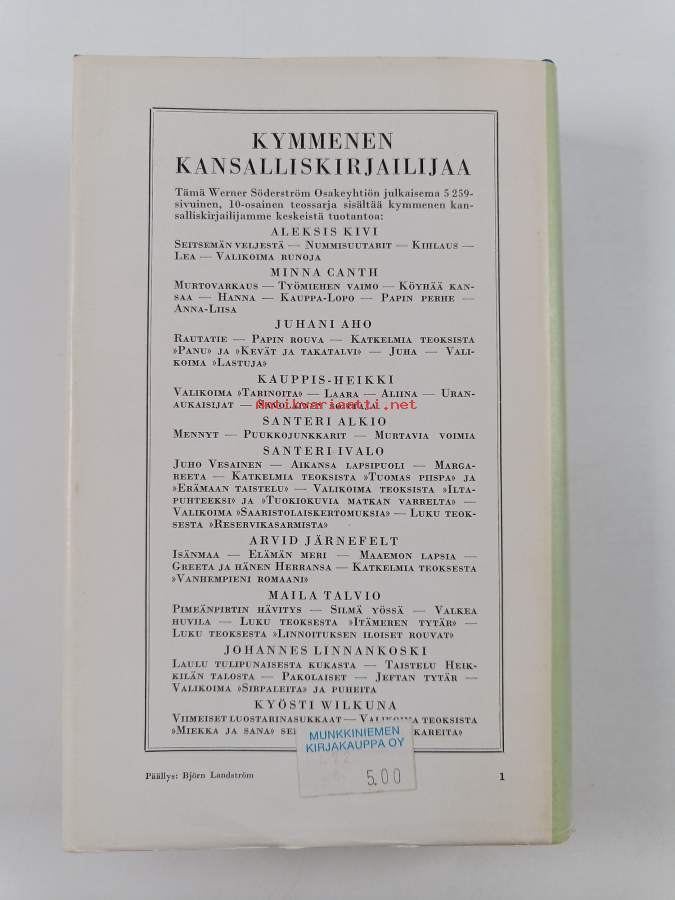 KYMMENEN
KANSALLISKIRJAILIJAA
Tämä Werner Söderström Osakeyhtiön julkaisema 5 259-
sivuinen, 10-osainen teossarja sisältää kymmenen kan-
salliskirjailijamme keskeistä tuotantoa:
ALEKSIS KIVI
SEITSEMÄN VELJESTÄ — NUMMISUUTARIT — KIHLAUS —
LEA — VALIKOIMA RUNOJA
MINNA CANTH
MURTOVARKAUS — TYÖMIEHEN VAIMO — KÖYHÄÄ KAN-
SAA — HANNA — KAUPPA-LOPO — PAPIN PERHE —
ANNA-LIISA
JUHANI AHO
RAUTATIE — PAPIN ROUVA — KATKELMIA TEOKSISTA
»PANU» JA »KEVÄT JA TAKATALVI» — JUHA — VALI-
KOIMA »LASTUJA»
KAUPPIS-HEIKKI
VALIKOIMA »TARINOITA» — LAARA — ALIINA — URAN-
AUKAISIJAT —
Antikvariaatti.net
SANTERI ALKIO
MENNYT — PUUKKOJUNKKARIT — MURTAVIA VOIMIA
SANTERI IVALO
JUHO VESAINEN — AIKANSA LAPSIPUOLI — MARGA-
REETA — KATKELMIA TEOKSISTA »TUOMAS PIISPA» JA
»ERÄMAAN TAISTELU» — VALIKOIMA TEOKSISTA »ILTA-
PUHTEEKSI» JA »TUOKIOKUVIA MATKAN VARRELTA» —
VALIKOIMA »SAARISTOLAISKERTOMUKSIA» — LUKU TEOK-
SESTA »RESERVIKASARMISTA»
ARVID JÄRNEFELT
ISÄNMAA — ELÄMÄN MERI — MAAEMON LAPSIA —
GREETA JA HÄNEN HERRANSA — KATKELMIA TEOKSESTA
»VANHEMPIENI ROMAANI»
MAILA TALVIO
PIMEÄNPIRTIN HÄVITYS — SILMÄ YÖSSÄ — VALKEA
HUVILA — LUKU TEOKSESTA »ITÄMEREN TYTÄR» —
LUKU TEOKSESTA »LINNOITUKSEN ILOISET ROUVAT»
JOHANNES LINNANKOSKI
LAULU TULIPUNAISESTA KUKASTA — TAISTELU HEIK-
KILÄN TALOSTA — PAKOLAISET — JEFTAN TYTÄR —
VALIKOIMA »SIRPALEITA» JA PUHEITA
KYÖSTI WILKUNA
VIIMEISET LUOSTARINASUKKAAT — VALIKOIMA TEOKSISTA
»MIEKKA JA SANA»
MUNKKINIEMEN
KIRJAKAUPPA OY
5.00
Päällys: Björn Landström
1